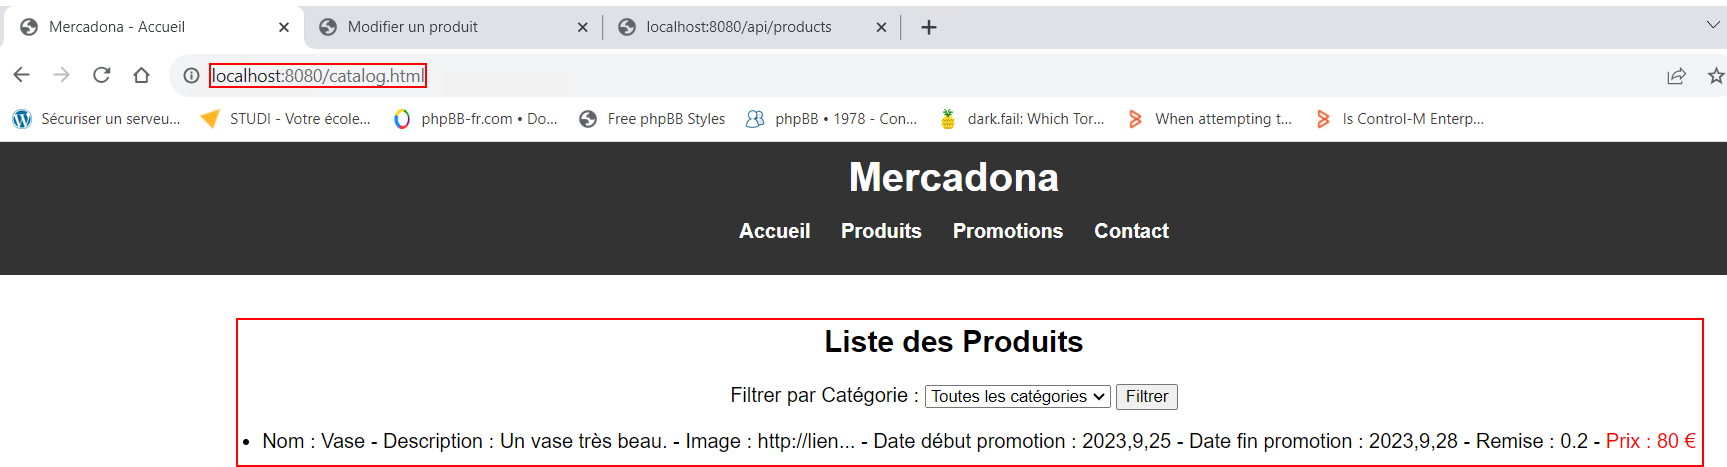 Mercadona - Accueil
Modifier un produit
localhost:8080/api/products
localhost:8080/catalog.html
Sécuriser un serveu...
STUDI - Votre école...
phpBB-fr.com • Do...
Free phpBB Styles
phpBB • 1978 - Con...
dark.fail: Which Tor...
When attempting t...
Is Control-M Enterp...
Mercadona
Accueil Produits Promotions Contact
Liste des Produits
Filtrer par Catégorie : Toutes les catégories Filtrer
• Nom : Vase - Description : Un vase très beau. - Image : http://lien... - Date début promotion : 2023,9,25 - Date fin promotion : 2023,9,28 - Remise : 0.2 - Prix : 80 €